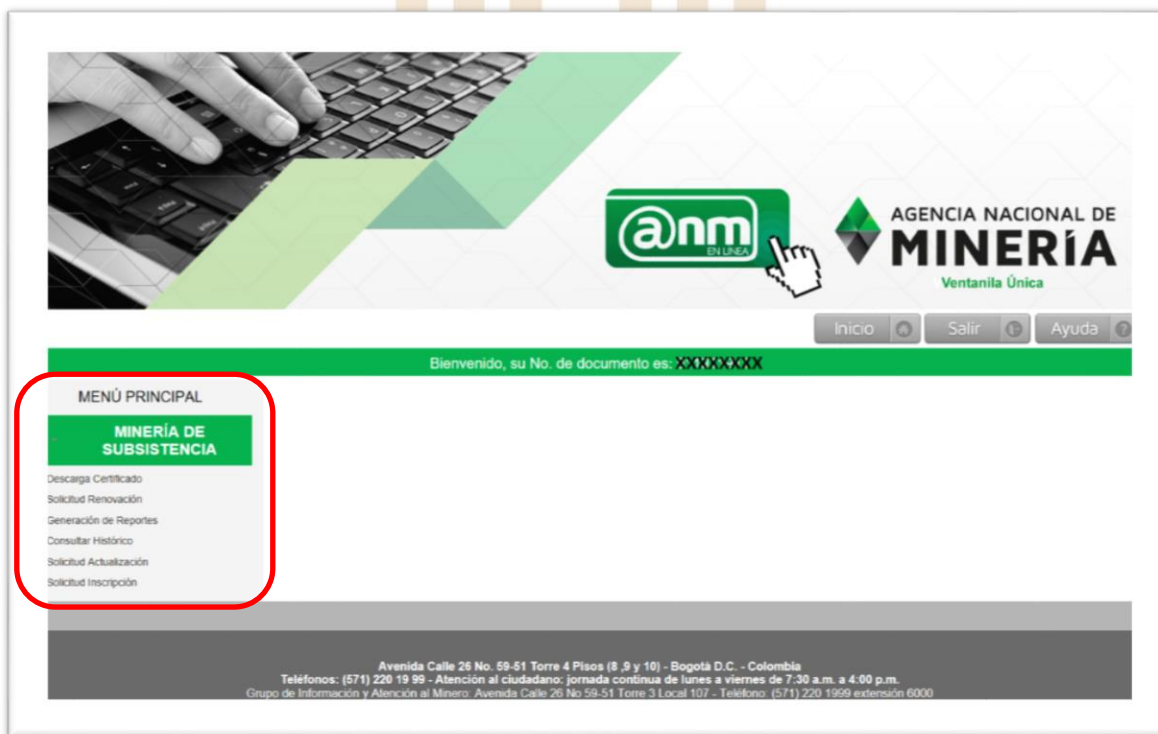 @nm
EN LINEA
AGENCIA NACIONAL DE
MINERÍA
Ventanila Única
Inicio
Salir
Ayuda ?
Bienvenido, su No. de documento es: XXXXXXXX
MENÚ PRINCIPAL
MINERÍA DE
SUBSISTENCIA
Descarga Certificado
Solicitud Renovación
Generación de Reportes
Consultar Histórico
Solicitud Actualización
Solicitud Inscripción
Avenida Calle 26 No. 59-51 Torre 4 Pisos (8 ,9 y 10) - Bogotá D.C. - Colombia
Teléfonos: (571) 220 19 99 - Atención al ciudadano: jornada continua de lunes a viernes de 7:30 a.m. a 4:00 p.m.
Grupo de Información y Atención al Minero: Avenida Calle 26 No 59-51 Torre 3 Local 107 - Teléfono: (571) 220 1999 extensión 6000